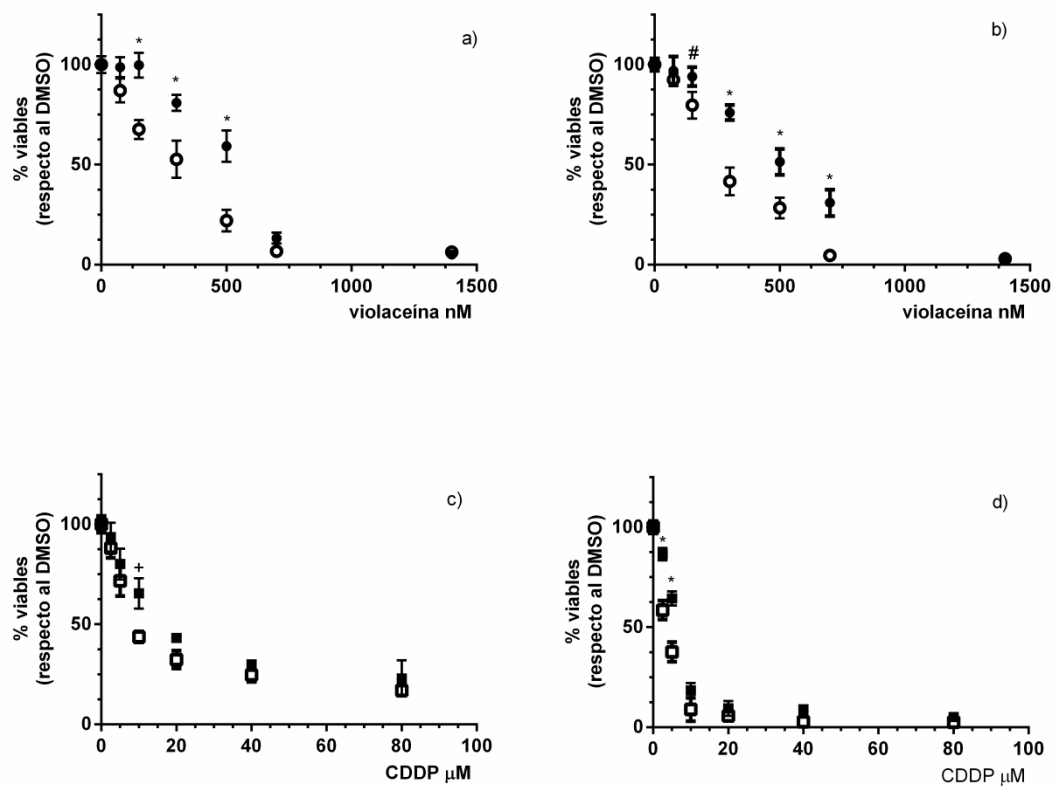 a)
% viables
(respecto al DMSO)
100
50
0
* * *
0 500 1000 1500
violaceína nM
b)
% viables
(respecto al DMSO)
100
50
0
# * * *
0 500 1000 1500
violaceína nM
c)
% viables
(respecto al DMSO)
100
50
0
+
0 20 40 60 80 100
CDDP µM
d)
% viables
(respecto al DMSO)
100
50
0
* *
0 20 40 60 80 100
CDDP µM